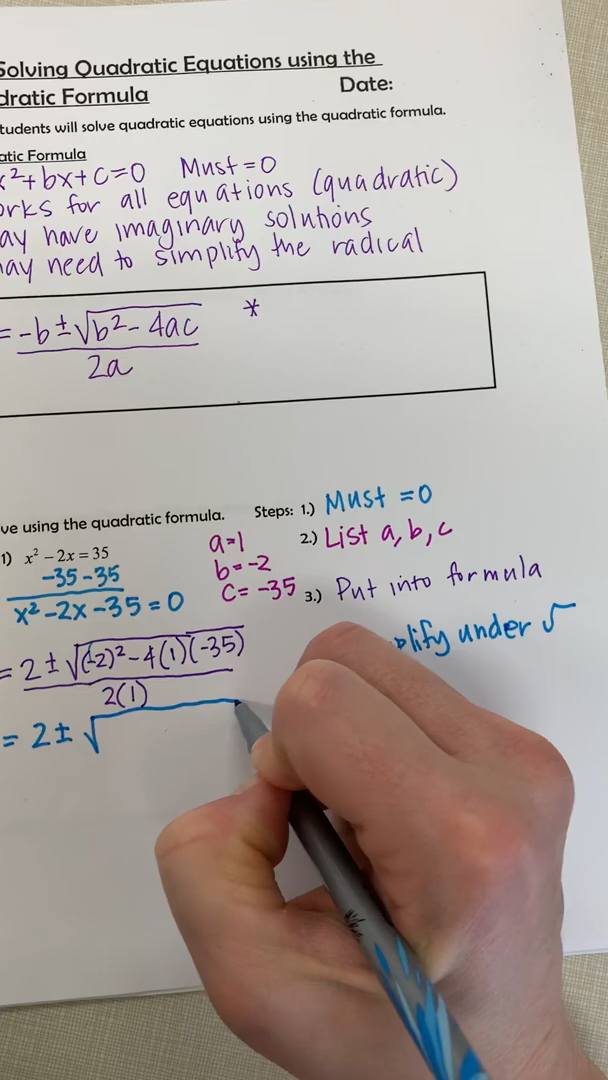 Solving Quadratic Equations using the
dratic Formula Date:
tudents will solve quadratic equations using the quadratic formula.
atic Formula
x²+bx+c=0 Must=0
orks for all equations (quadratic)
ay have imaginary solutions
may need to simplify the radical
= -b±√b²-4ac *
2a
ve using the quadratic formula. Steps: 1.) Must =0
1) x² – 2x = 35
a=1
2.) List a, b, c
-35 -35
b=-2
x²-2x-35=0
c=-35
3.) Put into formula
plify under √
= 2±√(-2)²-4(1)(-35)
2(1)
= 2±√